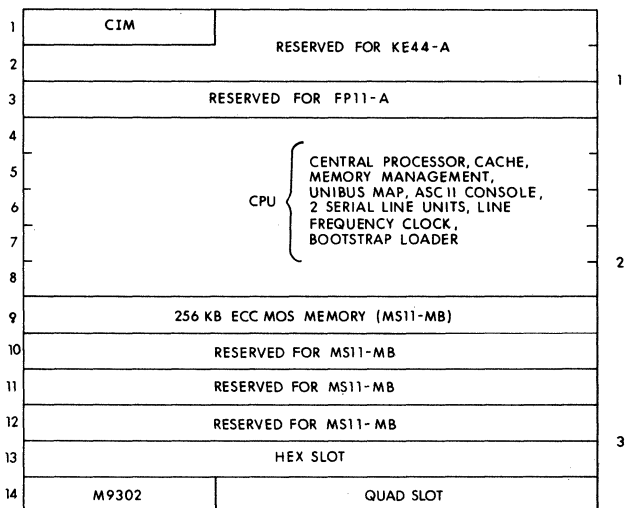 1 CIM
RESERVED FOR KE44-A
2
1
3 RESERVED FOR FP11-A
4
5
6
7
8
CPU
CENTRAL PROCESSOR, CACHE,
MEMORY MANAGEMENT,
UNIBUS MAP, ASCII CONSOLE,
2 SERIAL LINE UNITS, LINE
FREQUENCY CLOCK,
BOOTSTRAP LOADER
2
9 256 KB ECC MOS MEMORY (MS11-MB)
10 RESERVED FOR MS11-MB
11 RESERVED FOR MS11-MB
12 RESERVED FOR MS11-MB
3
13 HEX SLOT
14 M9302 QUAD SLOT